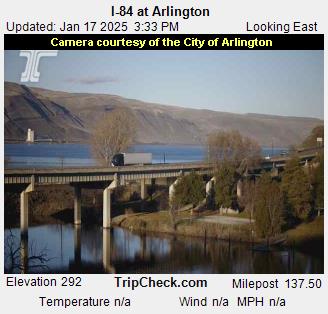 I-84 at Arlington
Updated: Jan 17 2025 3:33 PM Looking East
Camera courtesy of the City of Arlington
Elevation 292 TripCheck.com Milepost 137.50
Temperature n/a Wind n/a MPH n/a